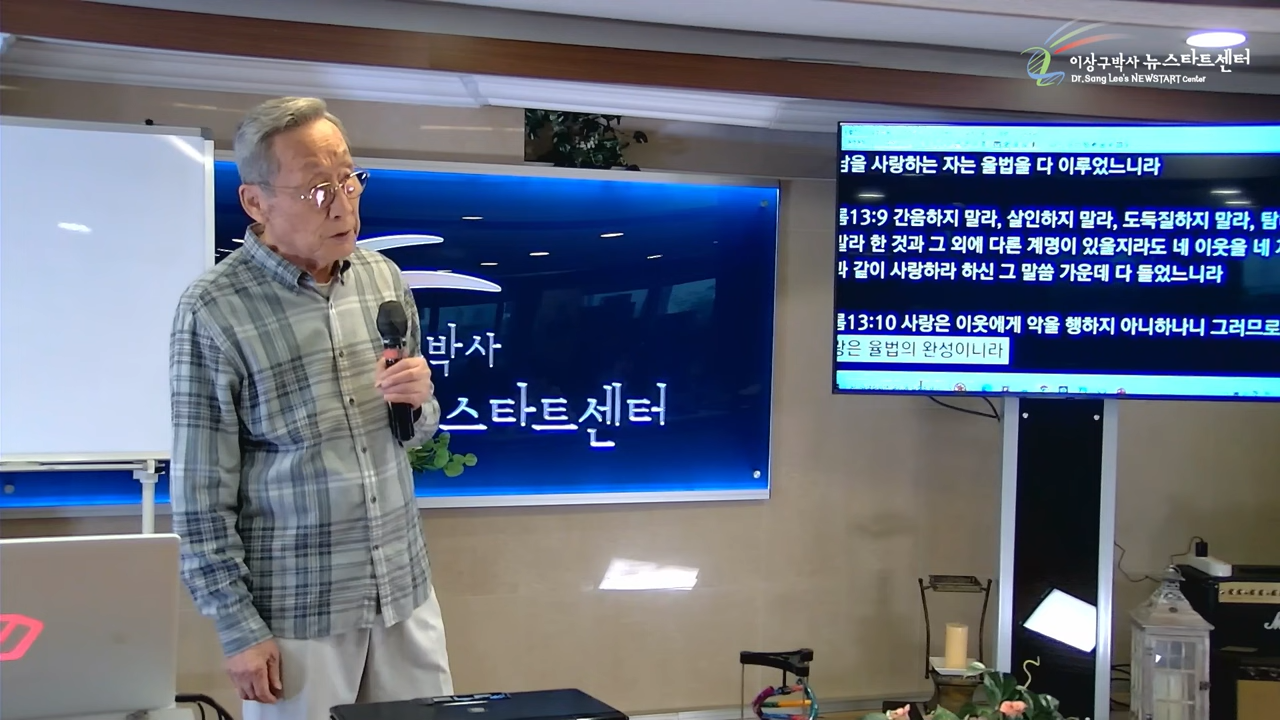 이상구박사 뉴스타트센터
Dr. Sang Lee's NEWSTART Center
남을 사랑하는 자는 율법을 다 이루었느니라
롬13:9 간음하지 말라, 살인하지 말라, 도둑질하지 말라, 탐
말라 한 것과 그 외에 다른 계명이 있을지라도 네 이웃을 네
과 같이 사랑하라 하신 그 말씀 가운데 다 들었느니라
롬13:10 사랑은 이웃에게 악을 행하지 아니하나니 그러므로
랑은 율법의 완성이니라
박사
스타트센터